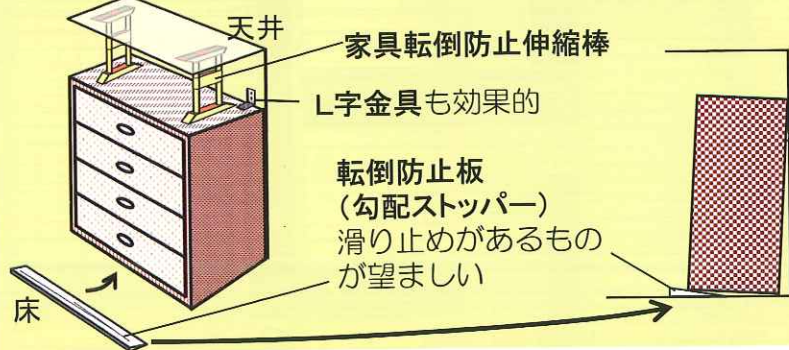 天井
家具転倒防止伸縮棒
L字金具も効果的
転倒防止板
(勾配ストッパー)
滑り止めがあるもの
が望ましい
床